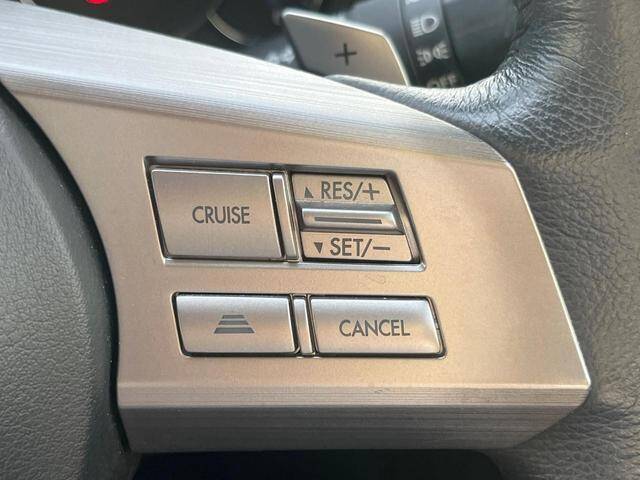 +
CRUISE
▲ RES/+
▼ SET/−
CANCEL